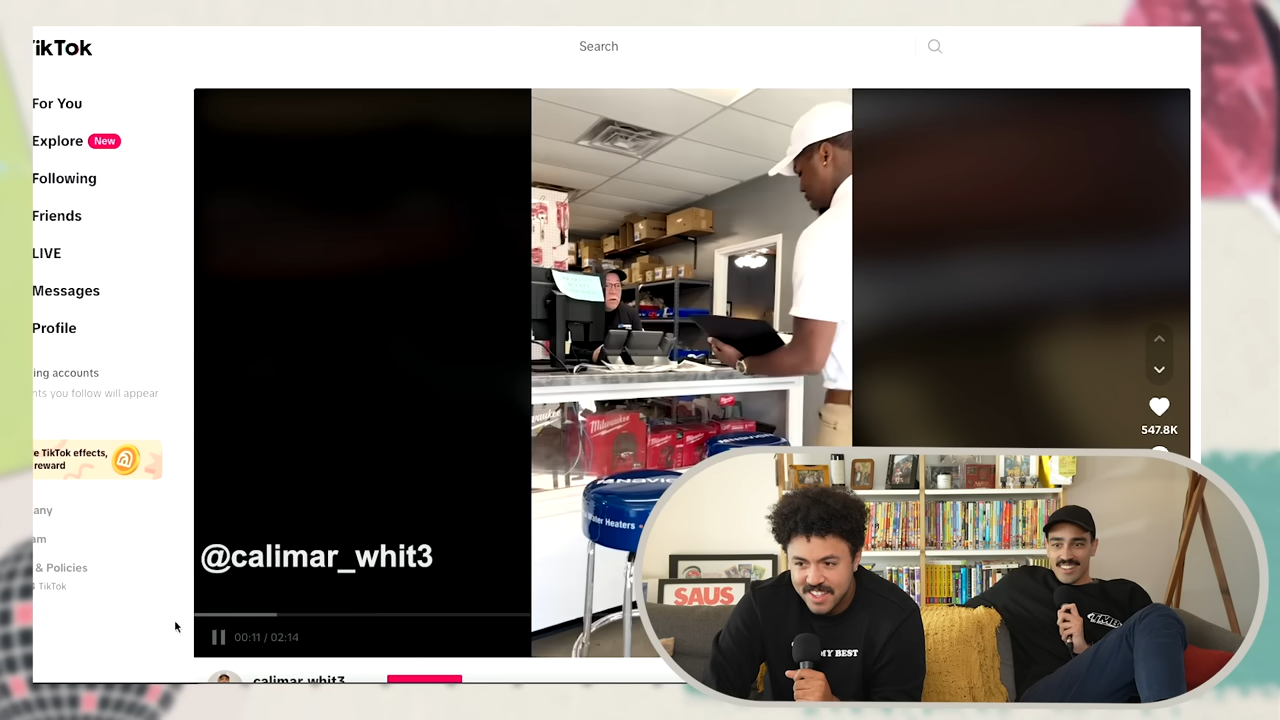 ikTok
Search
For You
Explore New
Following
Friends
LIVE
Messages
Profile
ing accounts
nts you follow will appear
e TikTok effects,
reward
any
am
& Policies
TikTok
@calimar_whit3
00:11 / 02:14
calimar_whit3
547.8K
Milwaukee
Water Heaters
SAUS
MY BEST